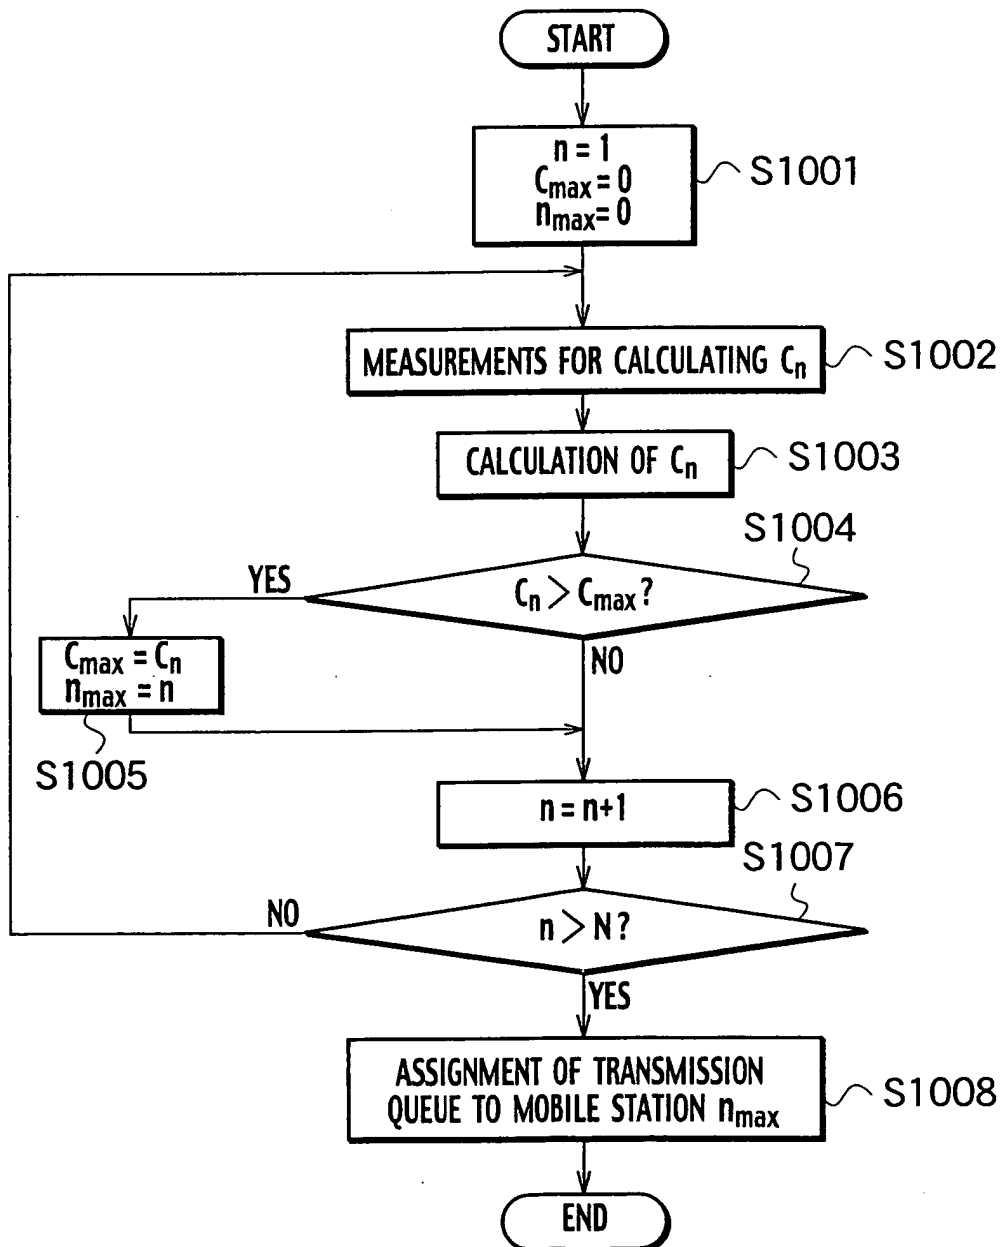 START
n = 1
Cmax = 0
nmax = 0
S1001
MEASUREMENTS FOR CALCULATING Cn
S1002
CALCULATION OF Cn
S1003
S1004
Cn > Cmax?
YES
NO
Cmax = Cn
nmax = n
S1005
n = n+1
S1006
S1007
n > N?
NO
YES
ASSIGNMENT OF TRANSMISSION
QUEUE TO MOBILE STATION nmax
S1008
END